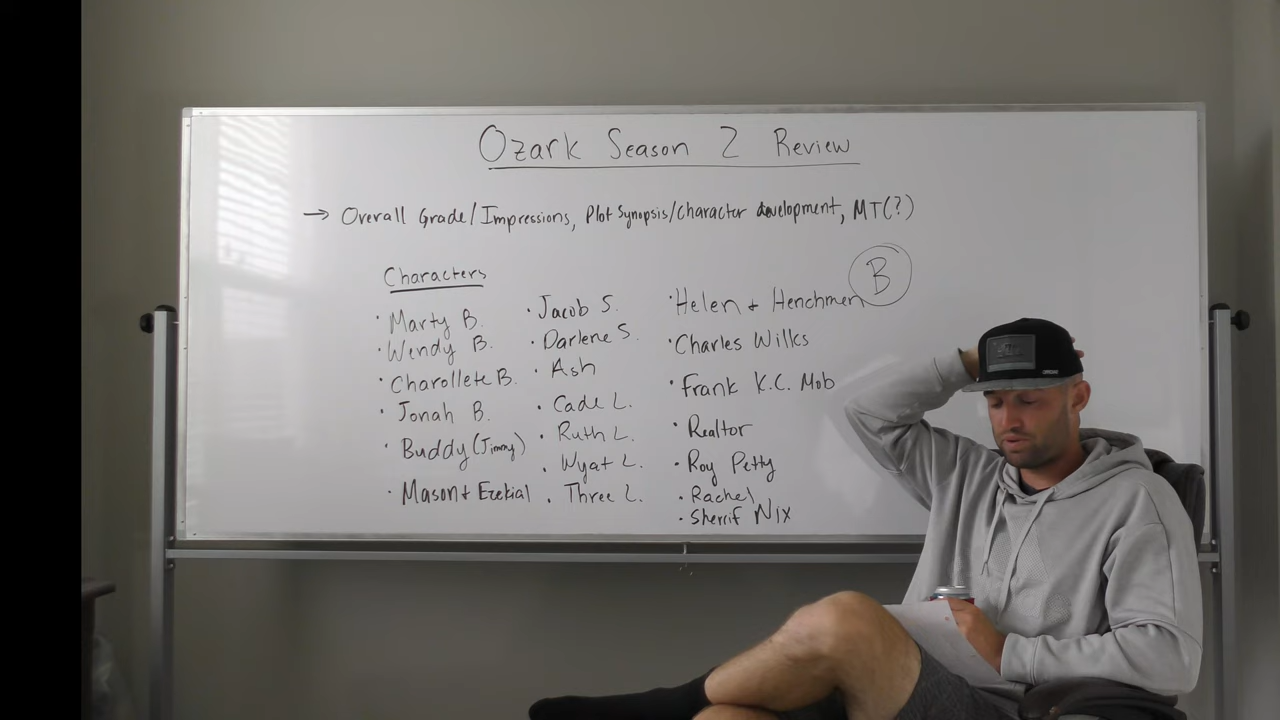 Ozark Season 2 Review
→ Overall Grade/Impressions, Plot Synopsis/Character development, MT(?)
B
Characters
· Marty B.
· Wendy B.
· Charollete B.
· Jonah B.
· Buddy (Jimmy)
· Mason + Ezekial
· Jacob S.
· Darlene S.
· Ash
· Cade L.
· Ruth L.
· Wyat L.
· Three L.
· Helen + Henchmen
· Charles Wilks
· Frank K.C. Mob
· Realtor
· Roy Petty
· Rachel
· Sherrif Nix